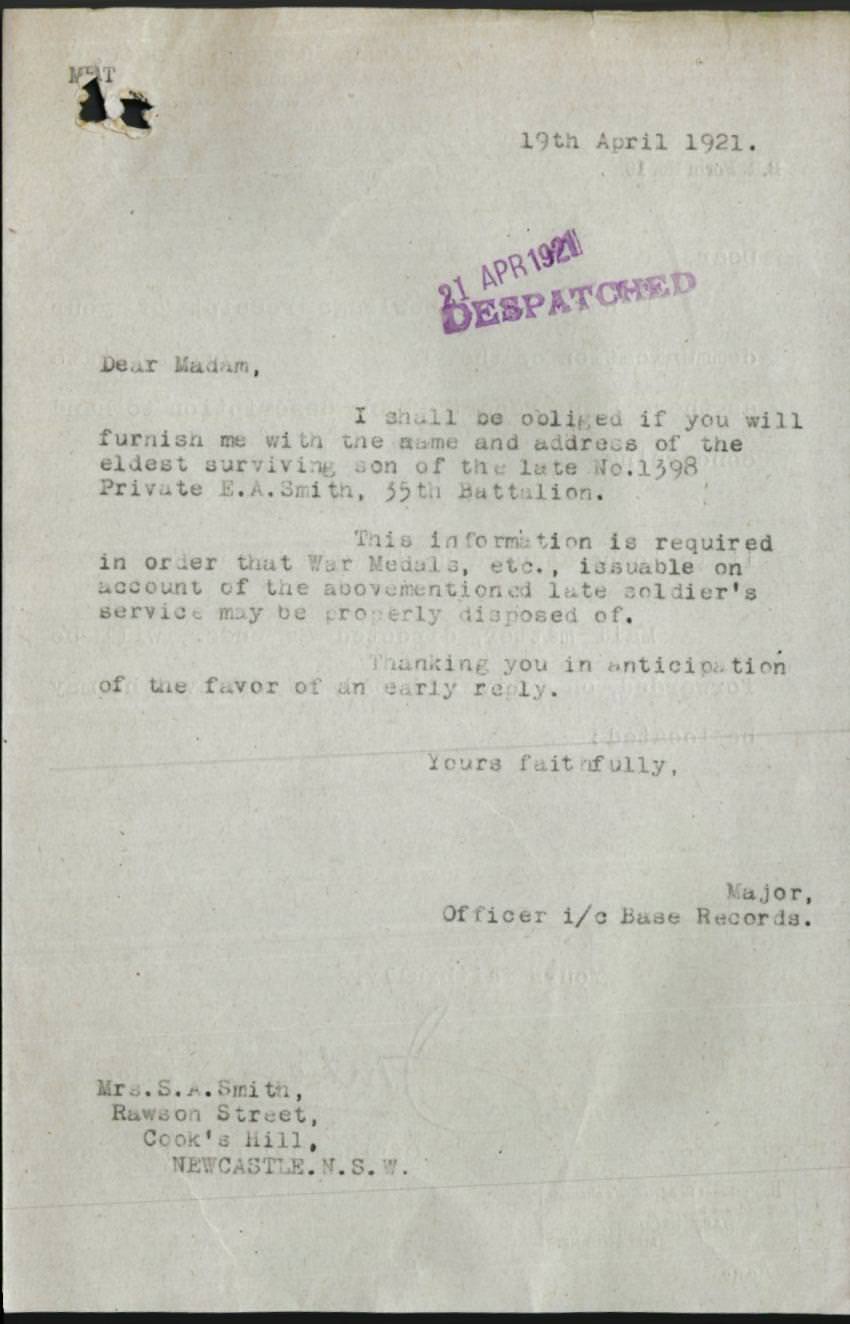 19th April 1921.
21 APR 1921
DESPATCHED
Dear Madam,
I shall be obliged if you will
furnish me with the name and address of the
eldest surviving son of the late No.1398
Private E.A.Smith, 35th Battalion.
This information is required
in order that War Medals, etc., issuable on
account of the abovementioned late soldier's
service may be properly disposed of.
Thanking you in anticipation
of the favor of an early reply.
Yours faithfully,
Major,
Officer i/c Base Records.
Mrs.S.A.Smith,
Rawson Street,
Cook's Hill,
NEWCASTLE.N.S.W.